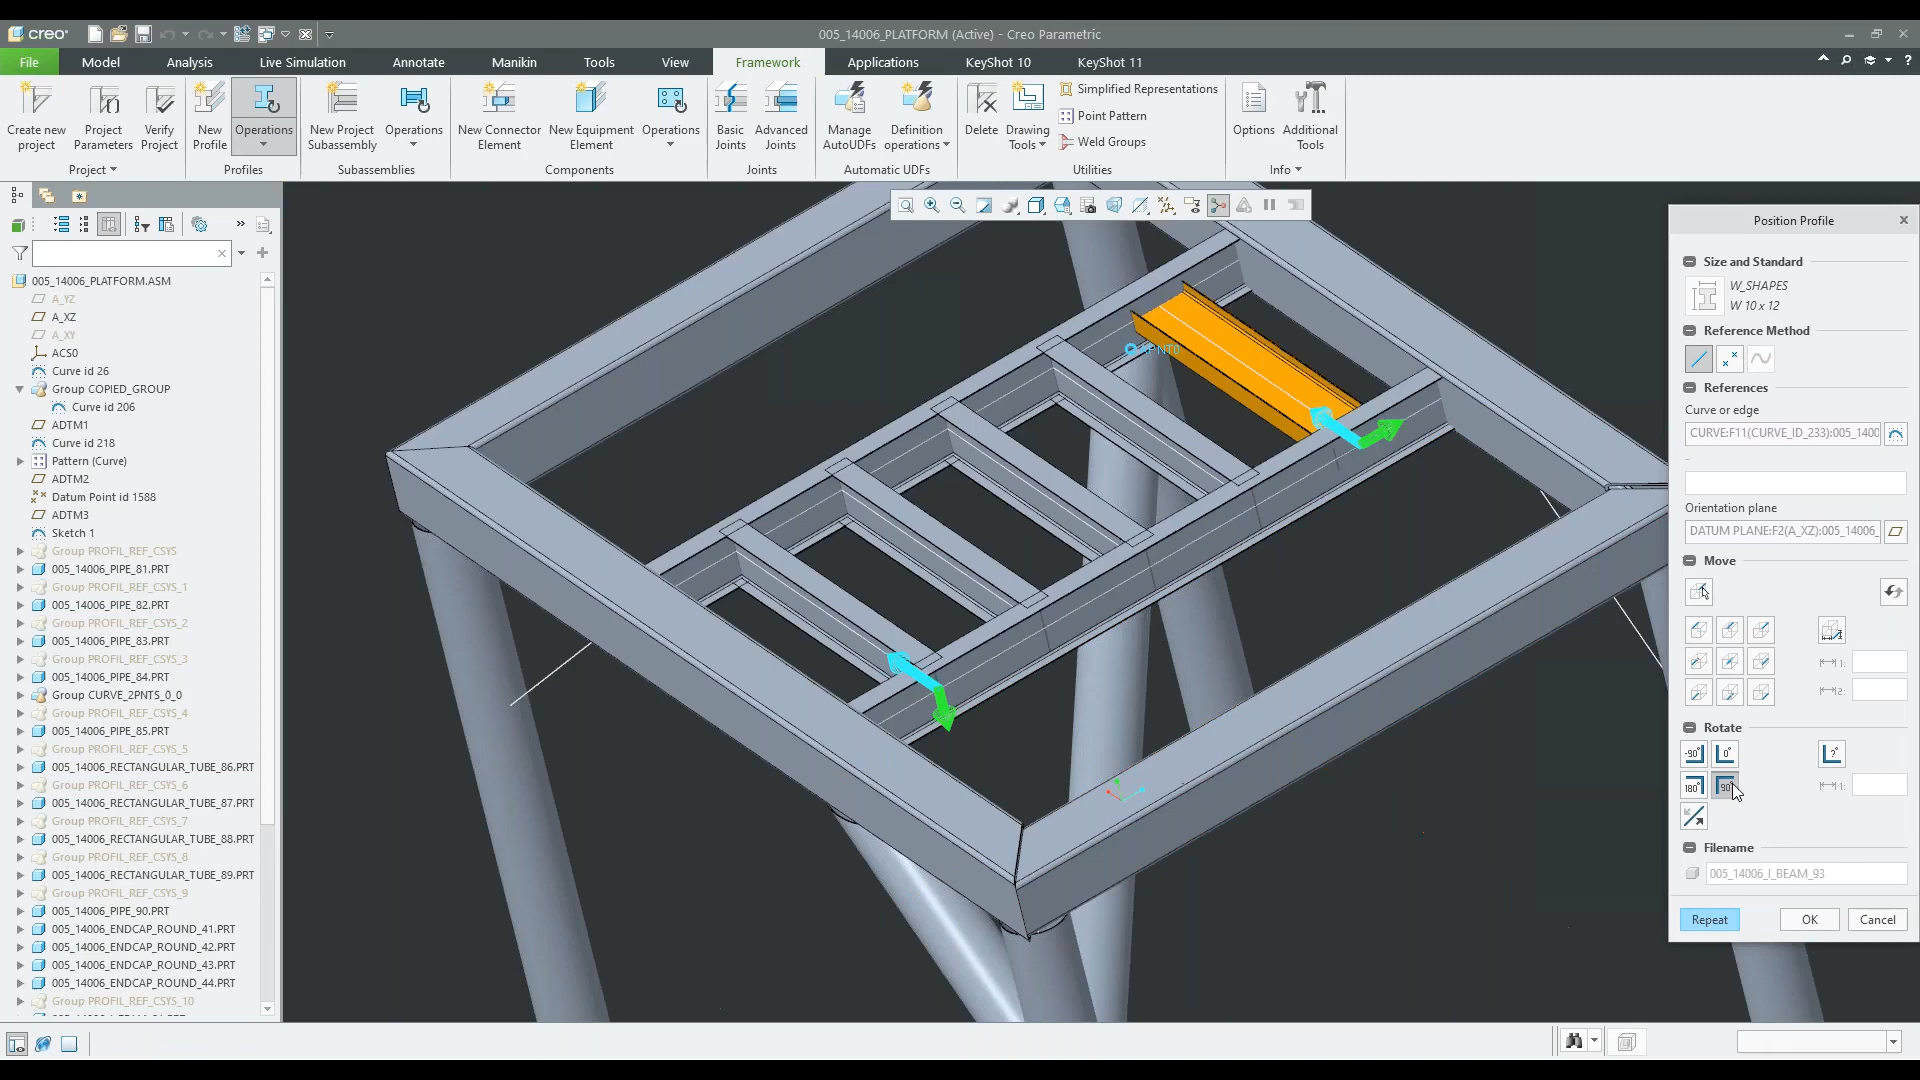 creo
005_14006_PLATFORM (Active) - Creo Parametric
File Model Analysis Live Simulation Annotate Manikin Tools View Framework Applications KeyShot 10 KeyShot 11
Create new project
Project Parameters
Verify Project
New Profile
Operations
New Project Subassembly
Operations
New Connector Element
New Equipment Element
Operations
Basic Joints
Advanced Joints
Manage AutoUDFs
Definition operations
Delete
Drawing Tools
Simplified Representations
Point Pattern
Weld Groups
Options
Additional Tools
Project Profiles Subassemblies Components Joints Automatic UDFs Utilities Info
005_14006_PLATFORM.ASM
A_YZ
A_XZ
A_XY
ACS0
Curve id 26
Group COPIED_GROUP
Curve id 206
ADTM1
Curve id 218
Pattern (Curve)
ADTM2
Datum Point id 1588
ADTM3
Sketch 1
Group PROFIL_REF_CSYS
005_14006_PIPE_81.PRT
Group PROFIL_REF_CSYS_1
005_14006_PIPE_82.PRT
Group PROFIL_REF_CSYS_2
005_14006_PIPE_83.PRT
Group PROFIL_REF_CSYS_3
005_14006_PIPE_84.PRT
Group CURVE_2PNTS_0_0
Group PROFIL_REF_CSYS_4
005_14006_PIPE_85.PRT
Group PROFIL_REF_CSYS_5
005_14006_RECTANGULAR_TUBE_86.PRT
Group PROFIL_REF_CSYS_6
005_14006_RECTANGULAR_TUBE_87.PRT
Group PROFIL_REF_CSYS_7
005_14006_RECTANGULAR_TUBE_88.PRT
Group PROFIL_REF_CSYS_8
005_14006_RECTANGULAR_TUBE_89.PRT
Group PROFIL_REF_CSYS_9
005_14006_PIPE_90.PRT
005_14006_ENDCAP_ROUND_41.PRT
005_14006_ENDCAP_ROUND_42.PRT
005_14006_ENDCAP_ROUND_43.PRT
005_14006_ENDCAP_ROUND_44.PRT
Group PROFIL_REF_CSYS_10
Position Profile
Size and Standard
W_SHAPES
W 10 x 12
Reference Method
References
Curve or edge
CURVE:F11(CURVE_ID_233):005_1400
Orientation plane
DATUM PLANE:F2(A_XZ):005_14006_
Move
1:
2:
Rotate
-90° 0° ?
180° 90° 1:
Filename
005_14006_I_BEAM_93
Repeat OK Cancel